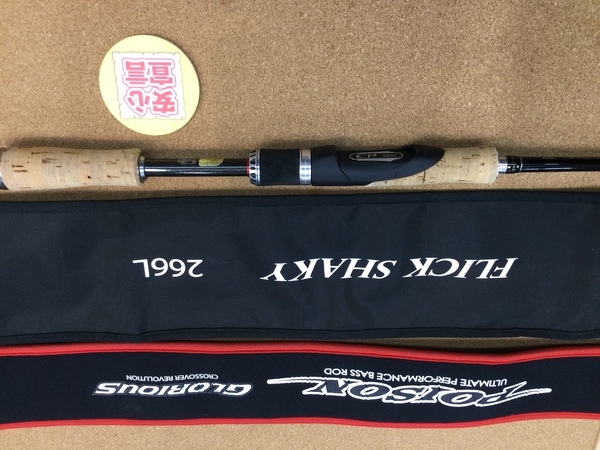 安心
宣言
FLICK SHAKY 266L
POISON GLORIOUS
ULTIMATE PERFORMANCE BASS ROD
CROSSOVER REVOLUTION